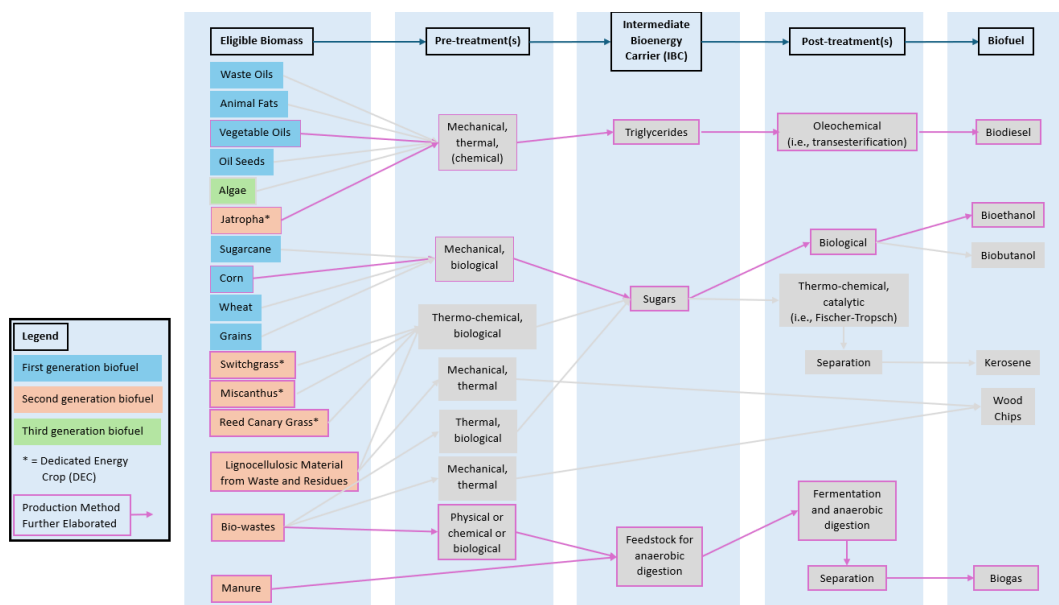 Eligible Biomass
Pre-treatment(s)
Intermediate
Bioenergy
Carrier (IBC)
Post-treatment(s)
Biofuel
Waste Oils
Animal Fats
Vegetable Oils
Oil Seeds
Algae
Jatropha*
Sugarcane
Corn
Wheat
Grains
Switchgrass*
Miscanthus*
Reed Canary Grass*
Lignocellulosic Material
from Waste and Residues
Bio-wastes
Manure
Mechanical,
thermal,
(chemical)
Mechanical,
biological
Thermo-chemical,
biological
Mechanical,
thermal
Thermal,
biological
Mechanical,
thermal
Physical or
chemical or
biological
Triglycerides
Sugars
Feedstock for
anaerobic
digestion
Oleochemical
(i.e., transesterification)
Biological
Thermo-chemical,
catalytic
(i.e., Fischer-Tropsch)
Separation
Fermentation
and anaerobic
digestion
Separation
Biodiesel
Bioethanol
Biobutanol
Kerosene
Wood
Chips
Biogas
Legend
First generation biofuel
Second generation biofuel
Third generation biofuel
* = Dedicated Energy
Crop (DEC)
Production Method
Further Elaborated